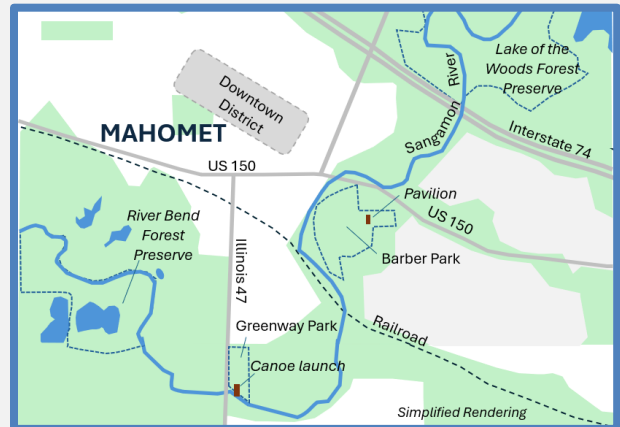 Lake of the
Woods Forest
Preserve
River
Sangamon
Interstate 74
Downtown
District
MAHOMET
US 150
Pavilion
US 150
River Bend
Forest
Preserve
Illinois 47
Barber Park
Railroad
Greenway Park
Canoe launch
Simplified Rendering